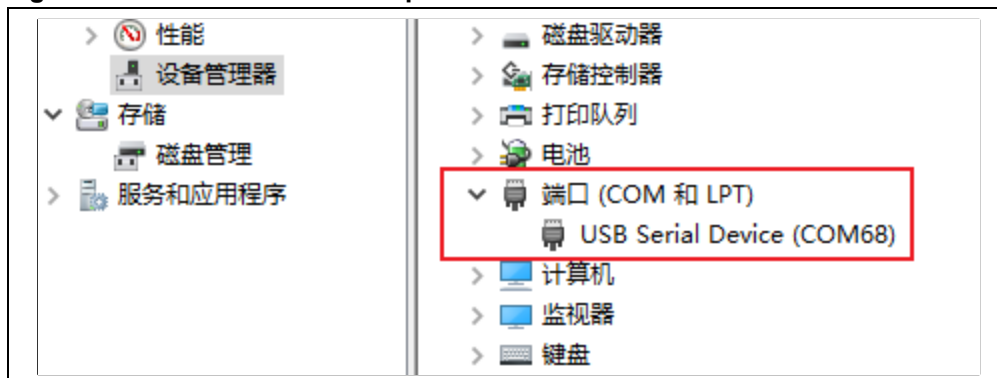 性能
设备管理器
存储
磁盘管理
服务和应用程序
磁盘驱动器
存储控制器
打印队列
电池
端口 (COM 和 LPT)
USB Serial Device (COM68)
计算机
监视器
键盘